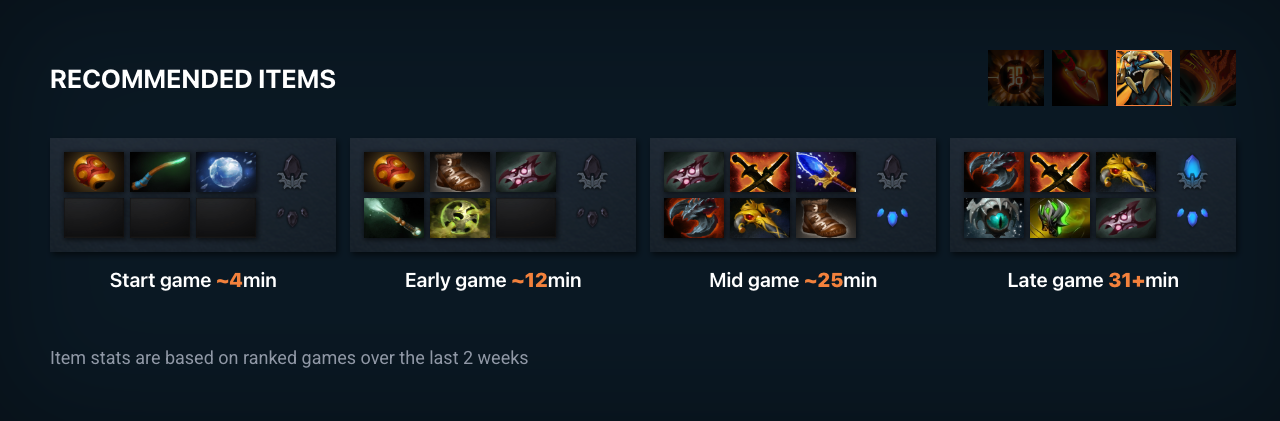 RECOMMENDED ITEMS
Start game ~4min
Early game ~12min
Mid game ~25min
Late game 31+min
Item stats are based on ranked games over the last 2 weeks